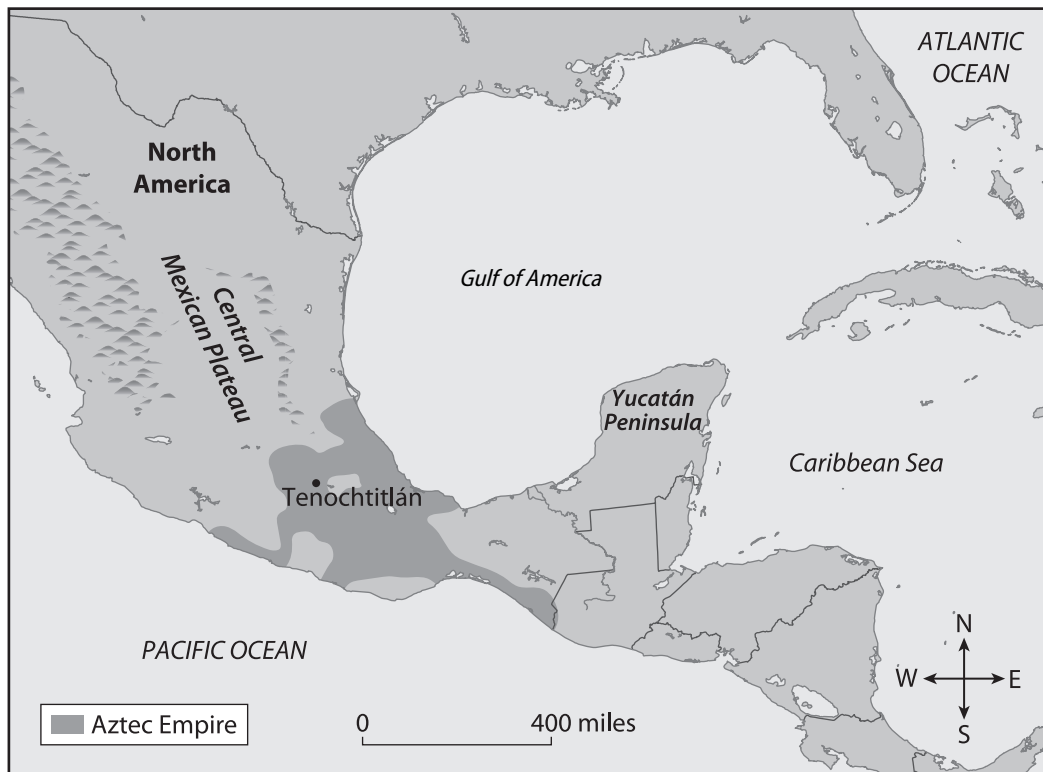 ATLANTIC
OCEAN
North
America
Gulf of America
Central
Mexican Plateau
Yucatán
Peninsula
Caribbean Sea
Tenochtitlán
PACIFIC OCEAN
N
W
E
S
Aztec Empire
0
400 miles